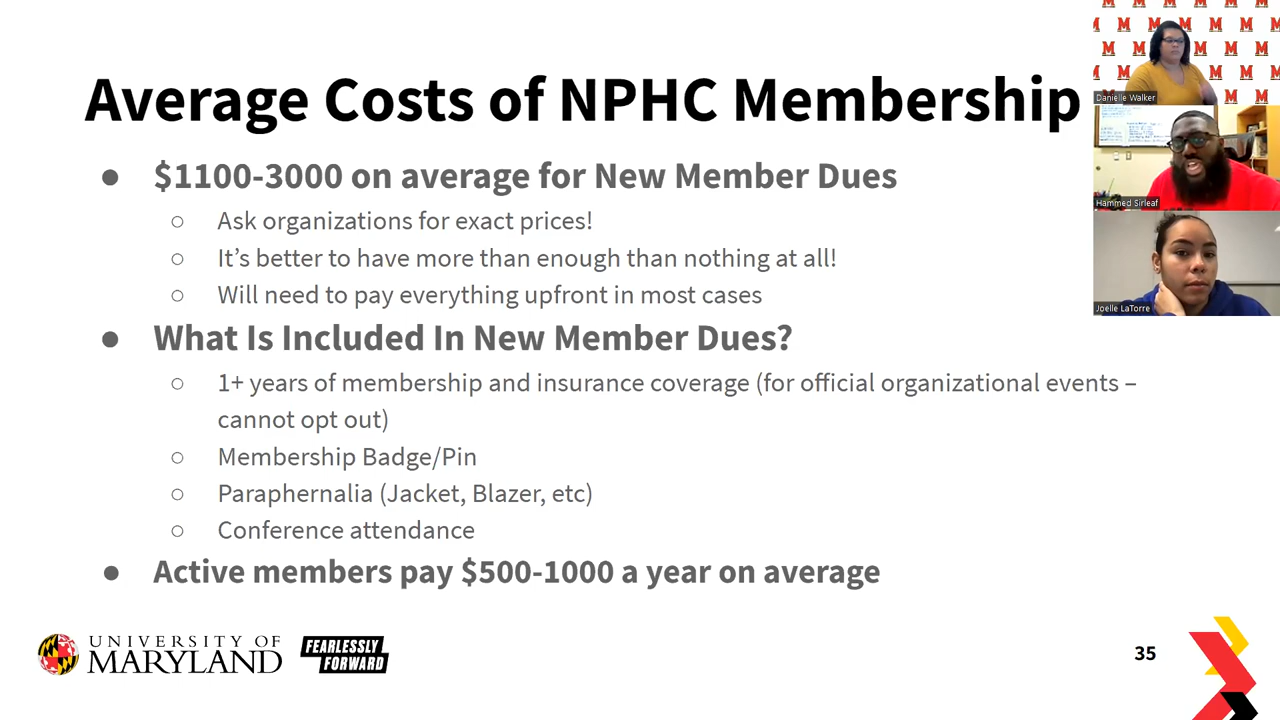 Average Costs of NPHC Membership
● $1100-3000 on average for New Member Dues
○ Ask organizations for exact prices!
○ It’s better to have more than enough than nothing at all!
○ Will need to pay everything upfront in most cases
● What Is Included In New Member Dues?
○ 1+ years of membership and insurance coverage (for official organizational events –
cannot opt out)
○ Membership Badge/Pin
○ Paraphernalia (Jacket, Blazer, etc)
○ Conference attendance
● Active members pay $500-1000 a year on average
UNIVERSITY OF
MARYLAND
FEARLESSLY
FORWARD
35
Danielle Walker
Hammed Sirleaf
Joelle LaTorre